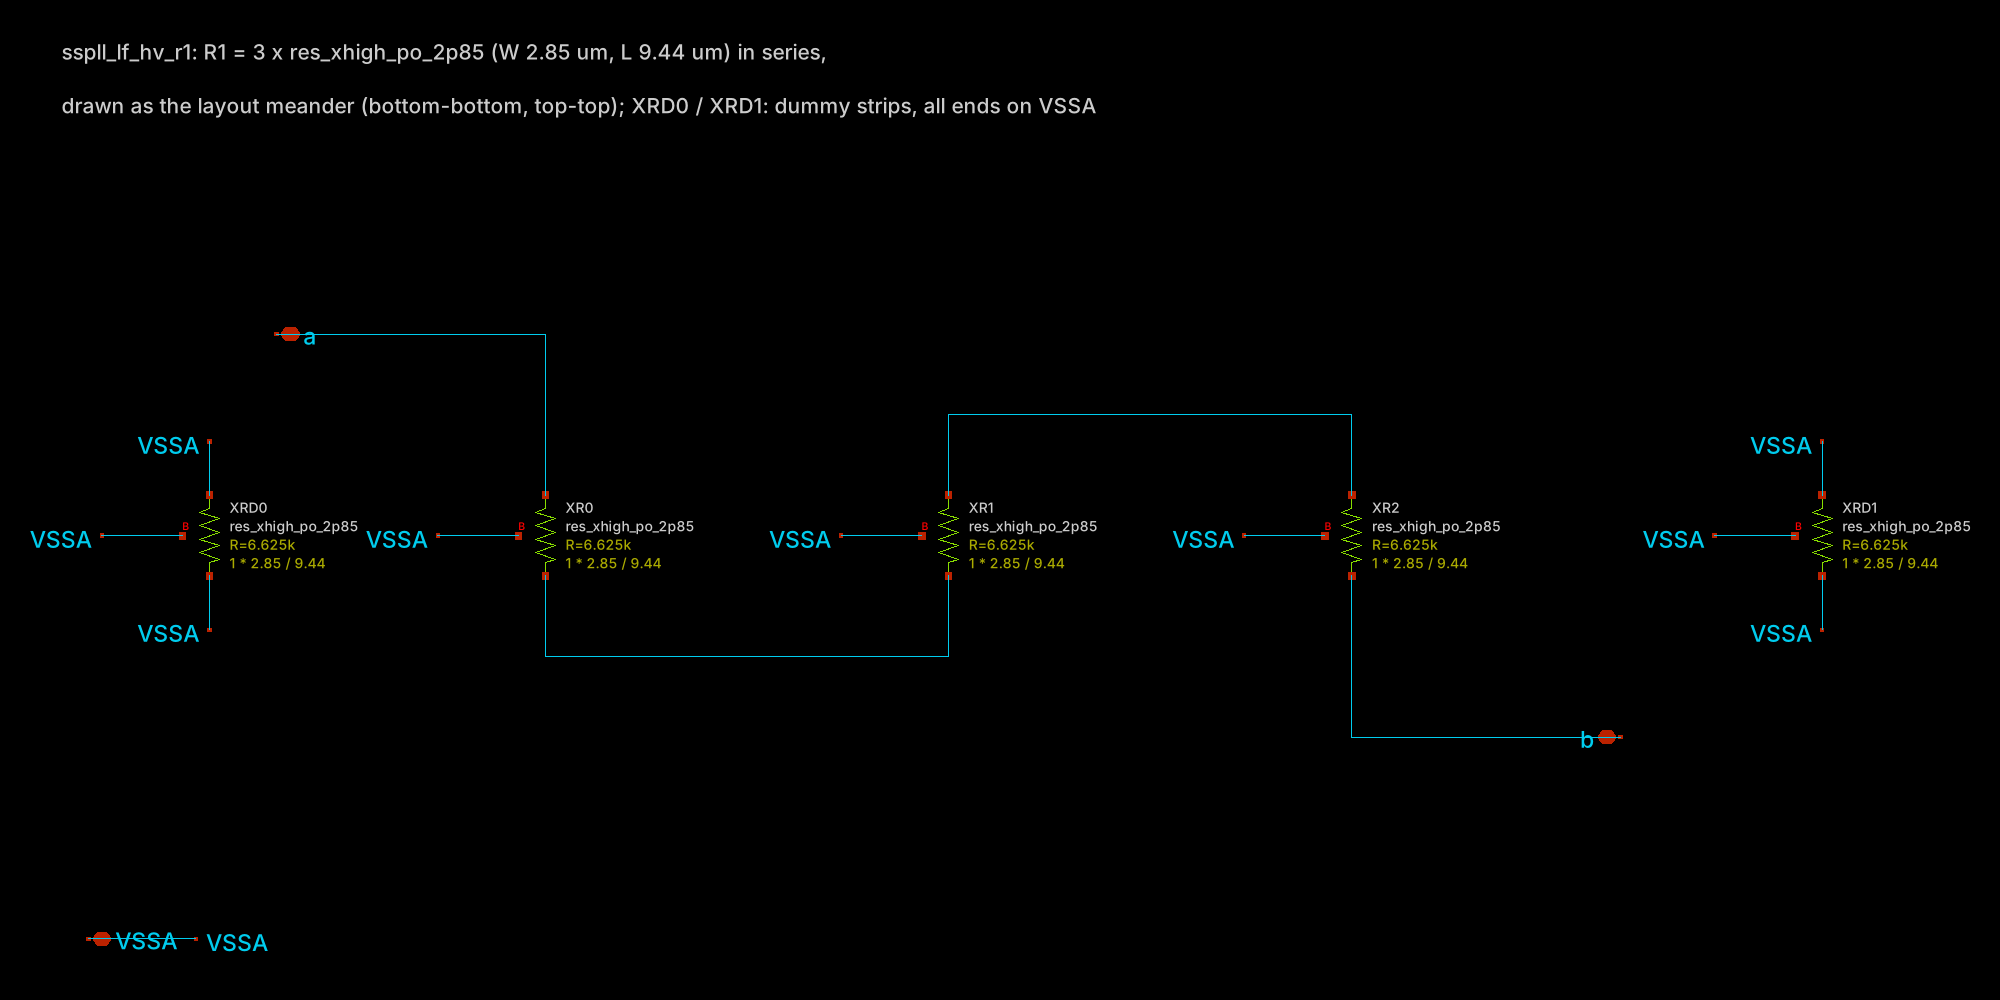 sspll_lf_hv_r1: R1 = 3 x res_xhigh_po_2p85 (W 2.85 um, L 9.44 um) in series,
drawn as the layout meander (bottom-bottom, top-top); XRD0 / XRD1: dummy strips, all ends on VSSA
a
VSSA
VSSA
XRD0
res_xhigh_po_2p85
R=6.625k
1 * 2.85 / 9.44
B
VSSA
VSSA
XR0
res_xhigh_po_2p85
R=6.625k
1 * 2.85 / 9.44
B
VSSA
XR1
res_xhigh_po_2p85
R=6.625k
1 * 2.85 / 9.44
B
VSSA
XR2
res_xhigh_po_2p85
R=6.625k
1 * 2.85 / 9.44
B
VSSA
VSSA
XRD1
res_xhigh_po_2p85
R=6.625k
1 * 2.85 / 9.44
B
VSSA
VSSA
b
VSSA
VSSA